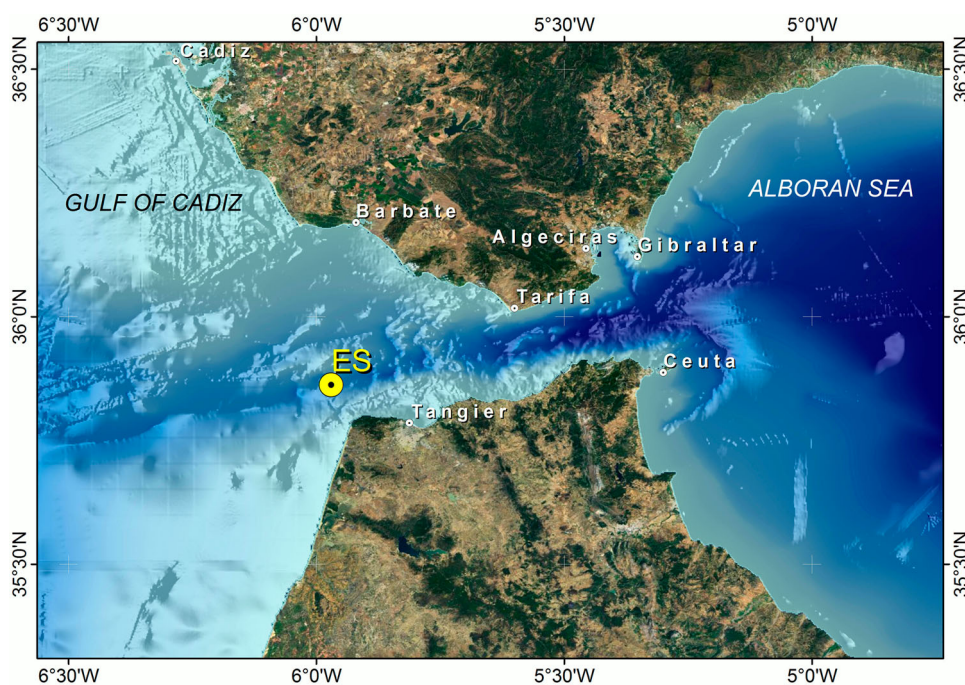 6°30'W 6°0'W 5°30'W 5°0'W
36°30'N 36°30'N
Cadiz
GULF OF CADIZ
ALBORAN SEA
Barbate
Algeciras
Gibraltar
Tarifa
36°0'N 36°0'N
ES
Ceuta
Tangier
35°30'N 35°30'N
6°30'W 6°0'W 5°30'W 5°0'W